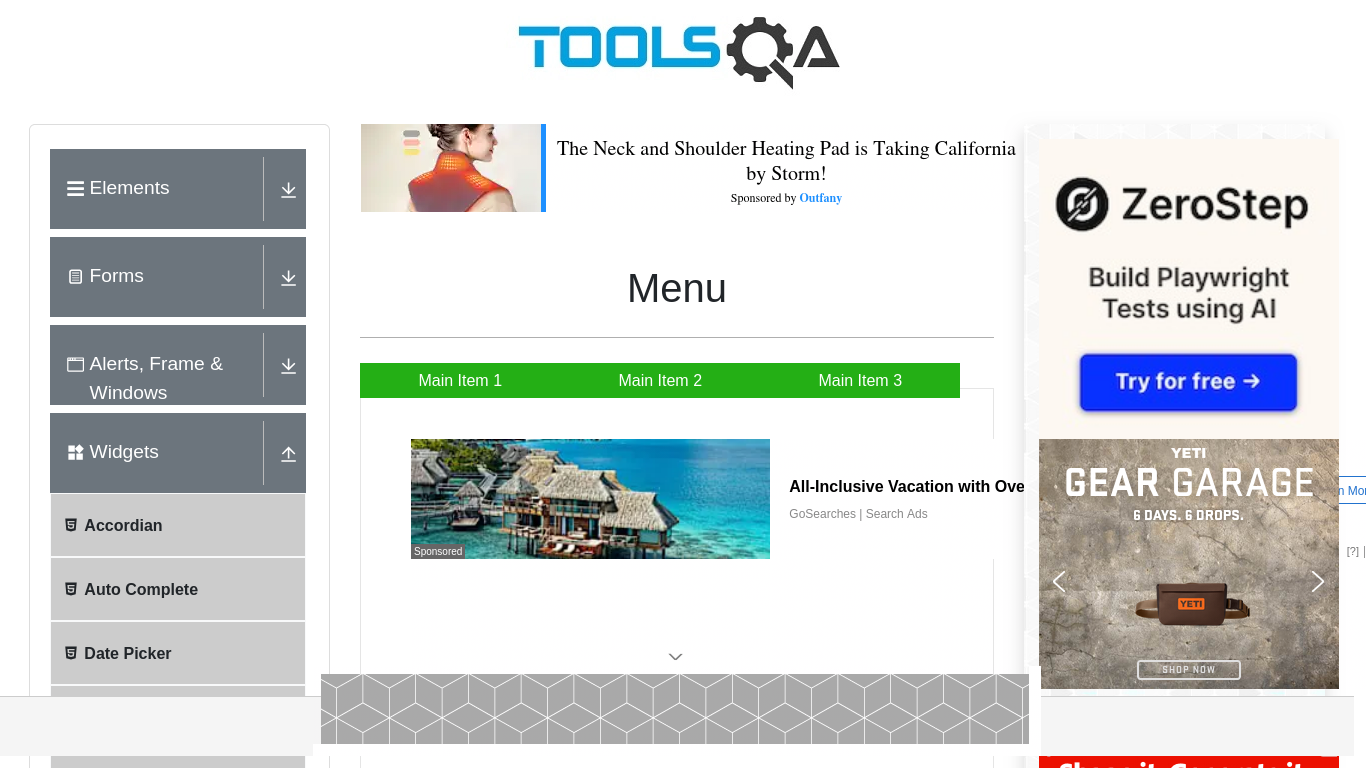 TOOLSQA
Elements
Forms
Alerts, Frame &
Windows
Widgets
Accordian
Auto Complete
Date Picker
The Neck and Shoulder Heating Pad is Taking California
by Storm!
Sponsored by Outfany
Menu
Main Item 1
Main Item 2
Main Item 3
Sponsored
All-Inclusive Vacation with Ove
GoSearches | Search Ads
ZeroStep
Build Playwright
Tests using AI
Try for free →
YETI
GEAR GARAGE
6 DAYS. 6 DROPS.
YETI
SHOP NOW
n Mor
[?] |